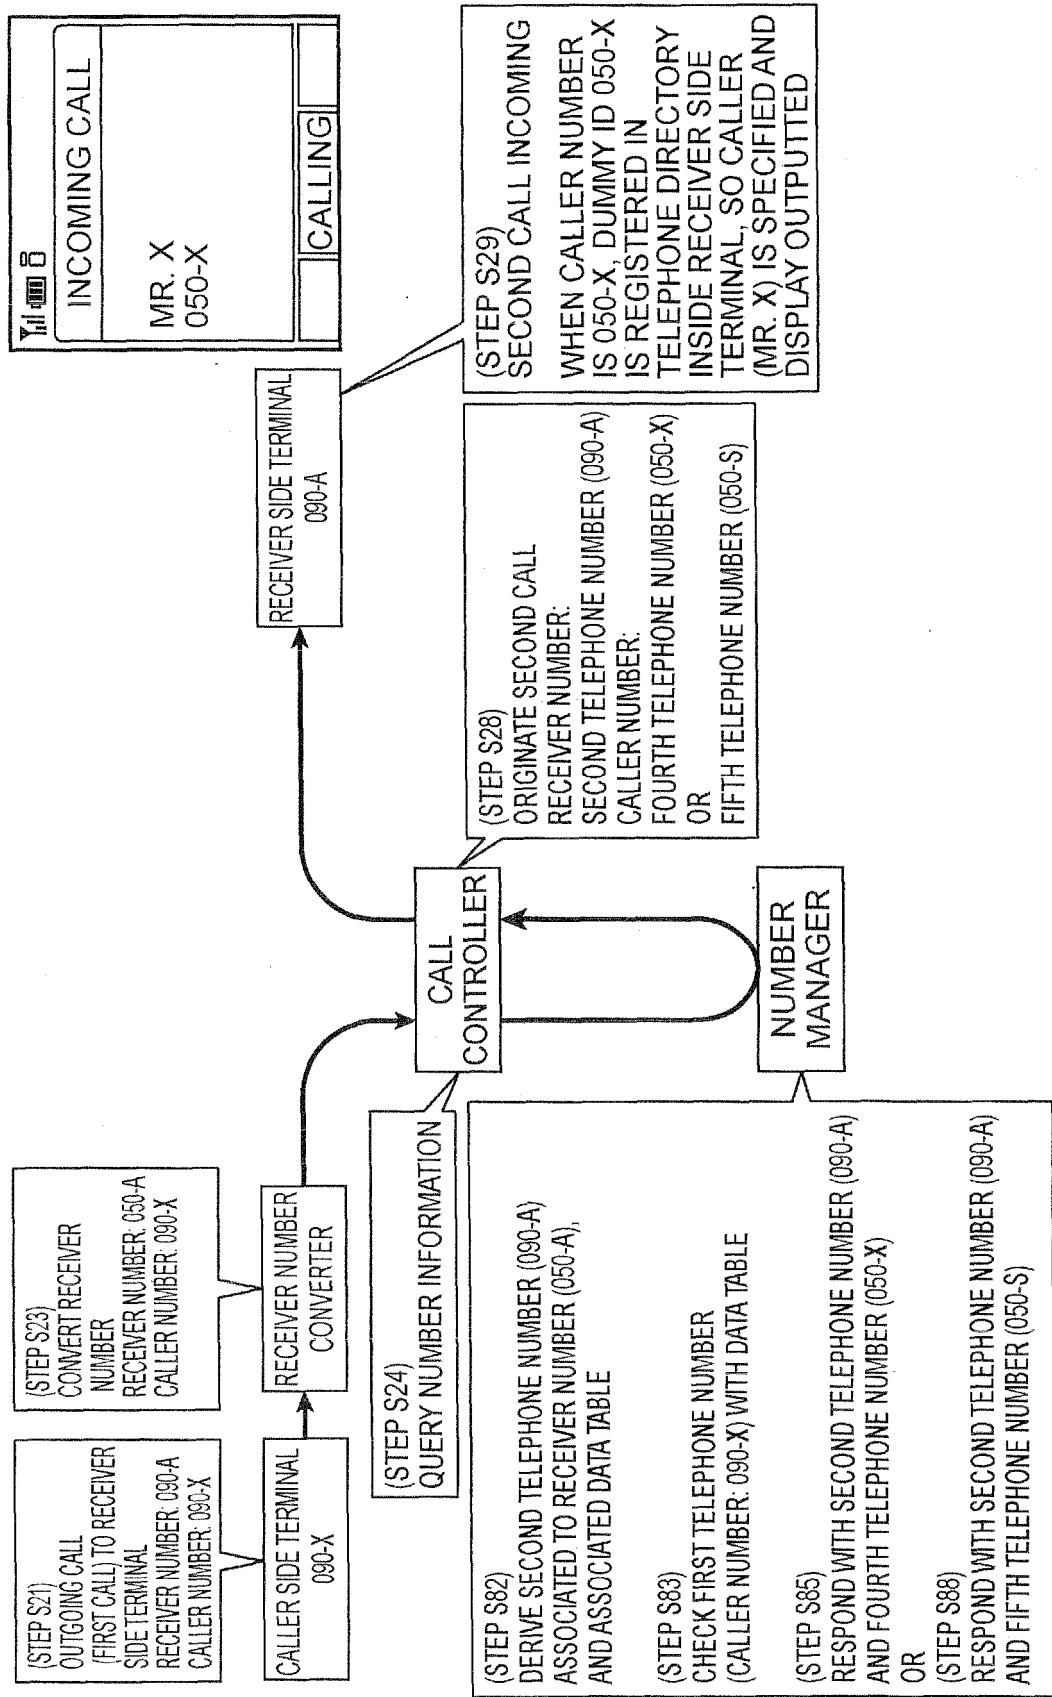 (STEP S21)
OUTGOING CALL
(FIRST CALL) TO RECEIVER
SIDE TERMINAL
RECEIVER NUMBER: 090-A
CALLER NUMBER: 090-X
CALLER SIDE TERMINAL
090-X
(STEP S23)
CONVERT RECEIVER
NUMBER
RECEIVER NUMBER: 050-A
CALLER NUMBER: 090-X
RECEIVER NUMBER
CONVERTER
(STEP S24)
QUERY NUMBER INFORMATION
CALL
CONTROLLER
(STEP S82)
DERIVE SECOND TELEPHONE NUMBER (090-A)
ASSOCIATED TO RECEIVER NUMBER (050-A),
AND ASSOCIATED DATA TABLE
(STEP S83)
CHECK FIRST TELEPHONE NUMBER
(CALLER NUMBER: 090-X) WITH DATA TABLE
(STEP S85)
RESPOND WITH SECOND TELEPHONE NUMBER (090-A)
AND FOURTH TELEPHONE NUMBER (050-X)
OR
(STEP S88)
RESPOND WITH SECOND TELEPHONE NUMBER (090-A)
AND FIFTH TELEPHONE NUMBER (050-S)
NUMBER
MANAGER
(STEP S28)
ORIGINATE SECOND CALL
RECEIVER NUMBER:
SECOND TELEPHONE NUMBER (090-A)
CALLER NUMBER:
FOURTH TELEPHONE NUMBER (050-X)
OR
FIFTH TELEPHONE NUMBER (050-S)
RECEIVER SIDE TERMINAL
090-A
(STEP S29)
SECOND CALL INCOMING
WHEN CALLER NUMBER
IS 050-X, DUMMY ID 050-X
IS REGISTERED IN
TELEPHONE DIRECTORY
INSIDE RECEIVER SIDE
TERMINAL, SO CALLER
(MR. X) IS SPECIFIED AND
DISPLAY OUTPUTTED
INCOMING CALL
MR. X
050-X
CALLING